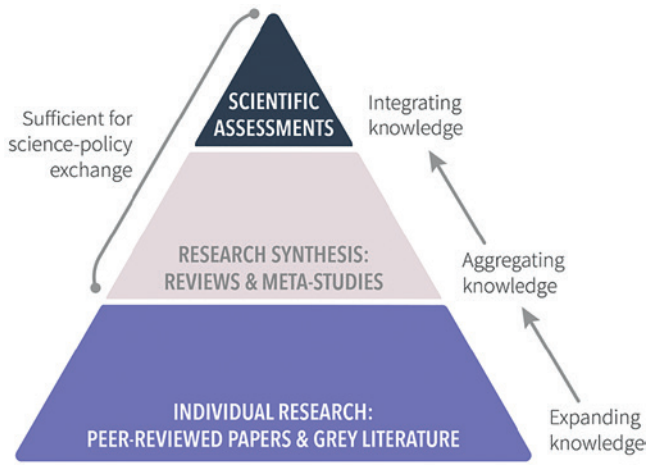 SCIENTIFIC
ASSESSMENTS
Integrating
knowledge
Sufficient for
science-policy
exchange
RESEARCH SYNTHESIS:
REVIEWS & META-STUDIES
Aggregating
knowledge
INDIVIDUAL RESEARCH:
PEER-REVIEWED PAPERS & GREY LITERATURE
Expanding
knowledge